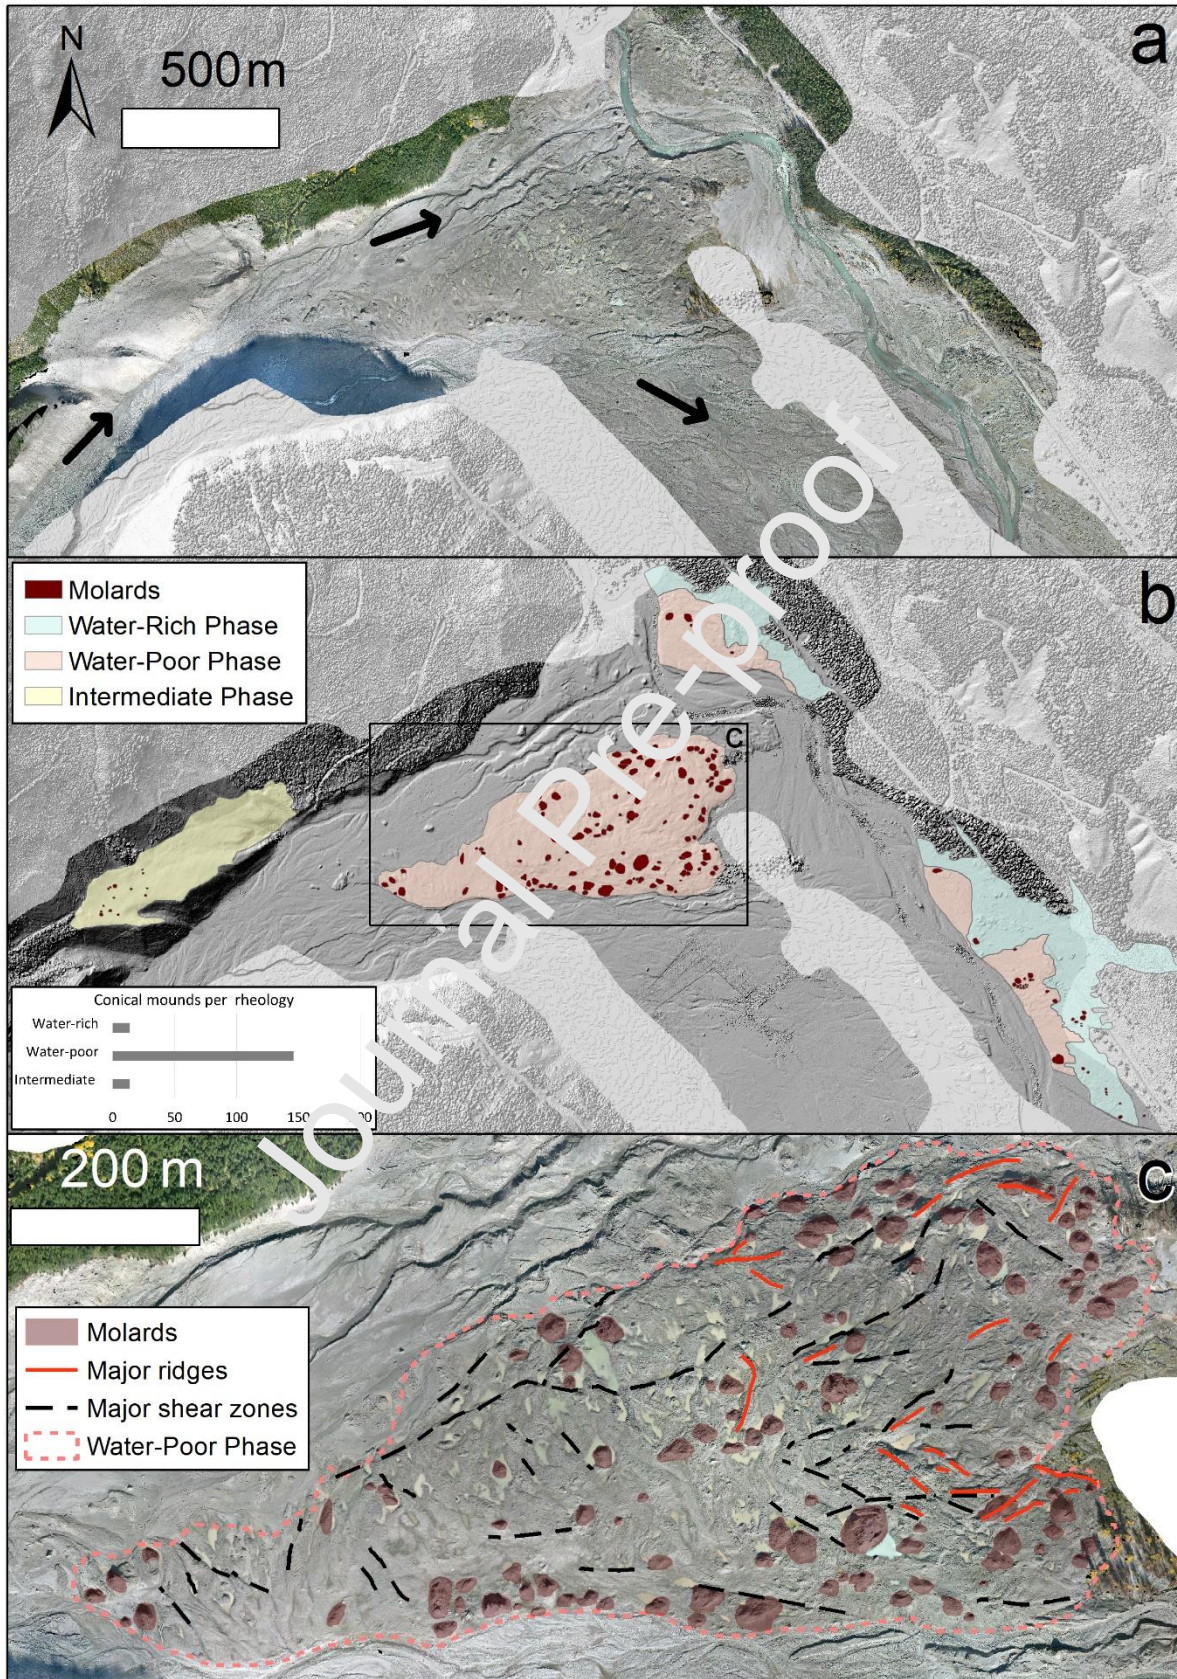 a
N
500 m
b
Molards
Water-Rich Phase
Water-Poor Phase
Intermediate Phase
C
Conical mounds per rheology
Water-rich
Water-poor
Intermediate
0 50 100 150 200
Journal Pre-proof
200 m
c
Molards
Major ridges
Major shear zones
Water-Poor Phase